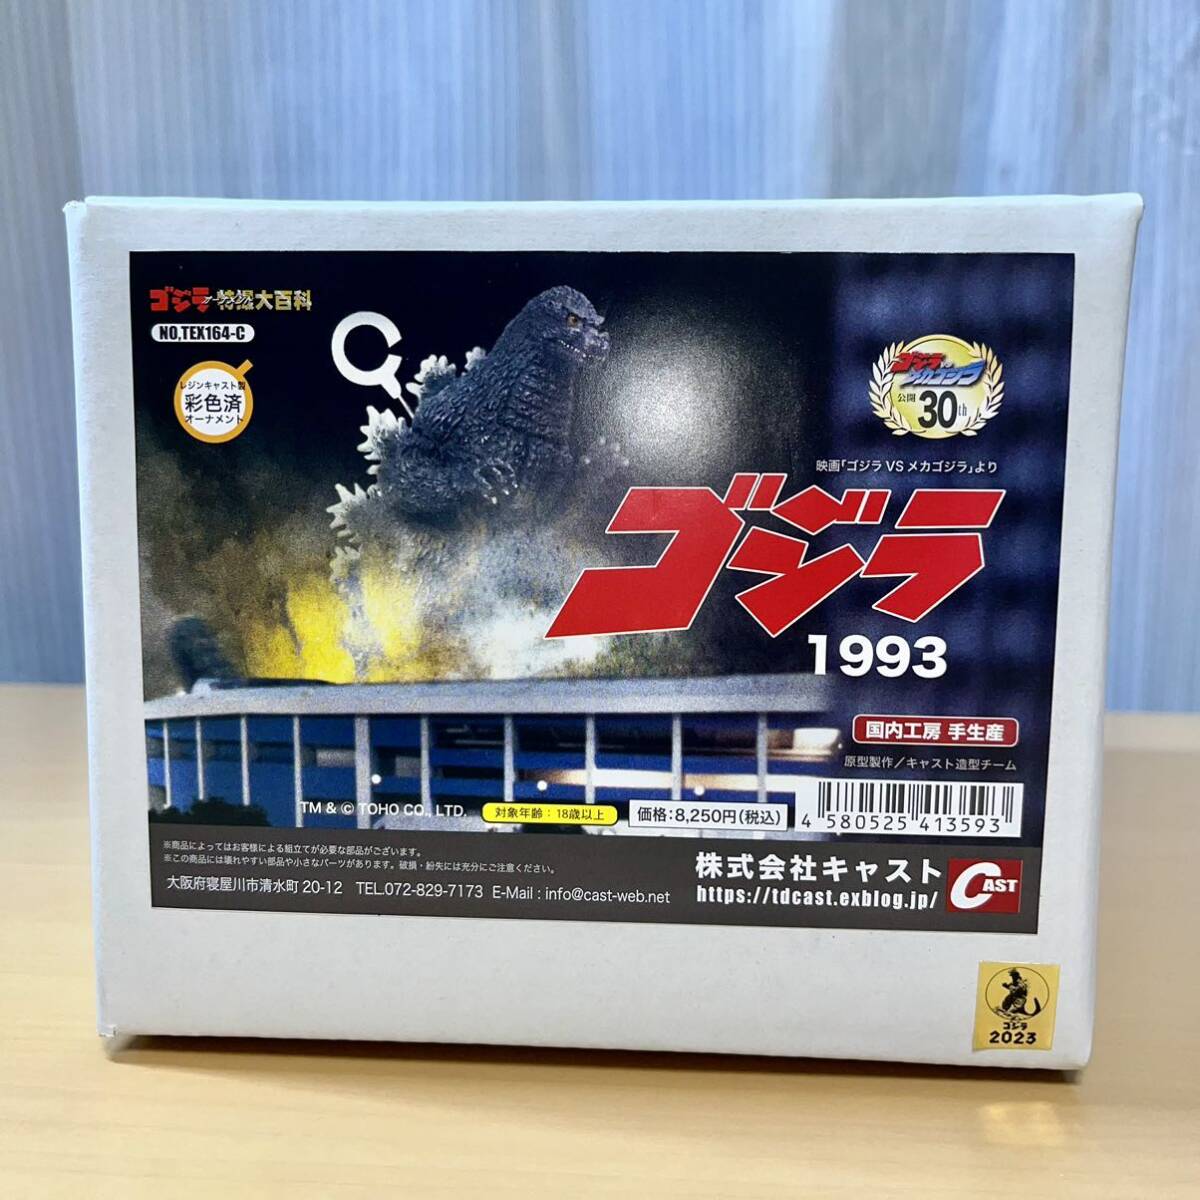 ゴジラ オーナメント 特撮大百科
NO,TEX164-C
レジンキャスト製
彩色済
オーナメント
ゴジラ
VS
メカゴジラ
公開 30th
映画「ゴジラ VS メカゴジラ」より
ゴジラ
1993
国内工房 手生産
原型製作／キャスト造型チーム
TM & © TOHO CO., LTD.
対象年齢：18歳以上
価格：8,250円（税込）
4 580525 413593
※商品によってはお客様による組立てが必要な部品がございます。
※この商品には壊れやすい部品や小さなパーツがあります。破損・紛失には充分にご注意ください。
大阪府寝屋川市清水町 20-12 TEL.072-829-7173 E-Mail : info@cast-web.net
株式会社キャスト
https://tdcast.exblog.jp/
CAST
ゴジラ
2023